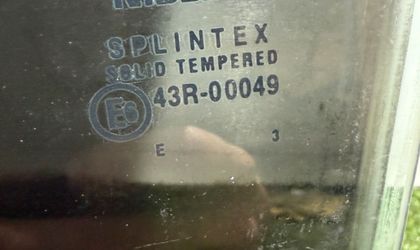 SPLINTEX
SOLID TEMPERED
E6 43R-00049
E 3